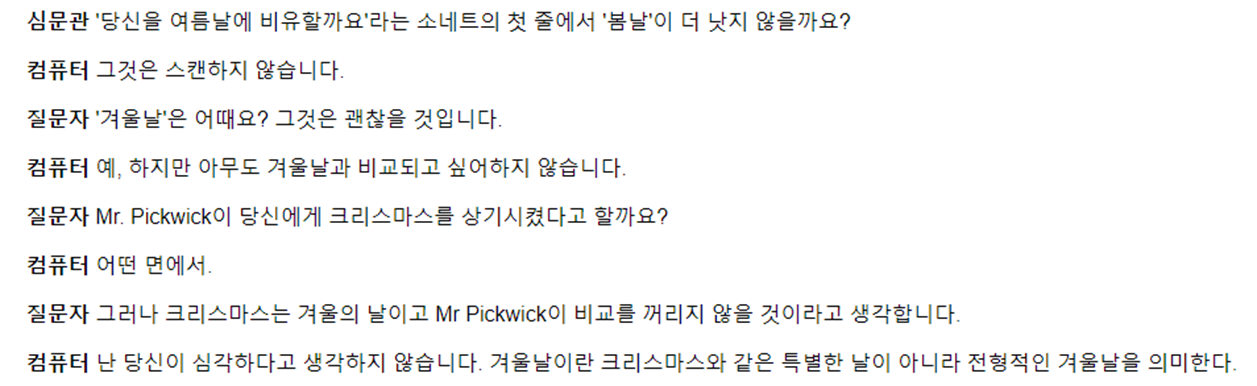 심문관 '당신을 여름날에 비유할까요'라는 소네트의 첫 줄에서 '봄날'이 더 낫지 않을까요?
컴퓨터 그것은 스캔하지 않습니다.
질문자 '겨울날'은 어때요? 그것은 괜찮을 것입니다.
컴퓨터 예, 하지만 아무도 겨울날과 비교되고 싶어하지 않습니다.
질문자 Mr. Pickwick이 당신에게 크리스마스를 상기시켰다고 할까요?
컴퓨터 어떤 면에서.
질문자 그러나 크리스마스는 겨울의 날이고 Mr Pickwick이 비교를 꺼리지 않을 것이라고 생각합니다.
컴퓨터 난 당신이 심각하다고 생각하지 않습니다. 겨울날이란 크리스마스와 같은 특별한 날이 아니라 전형적인 겨울날을 의미한다.